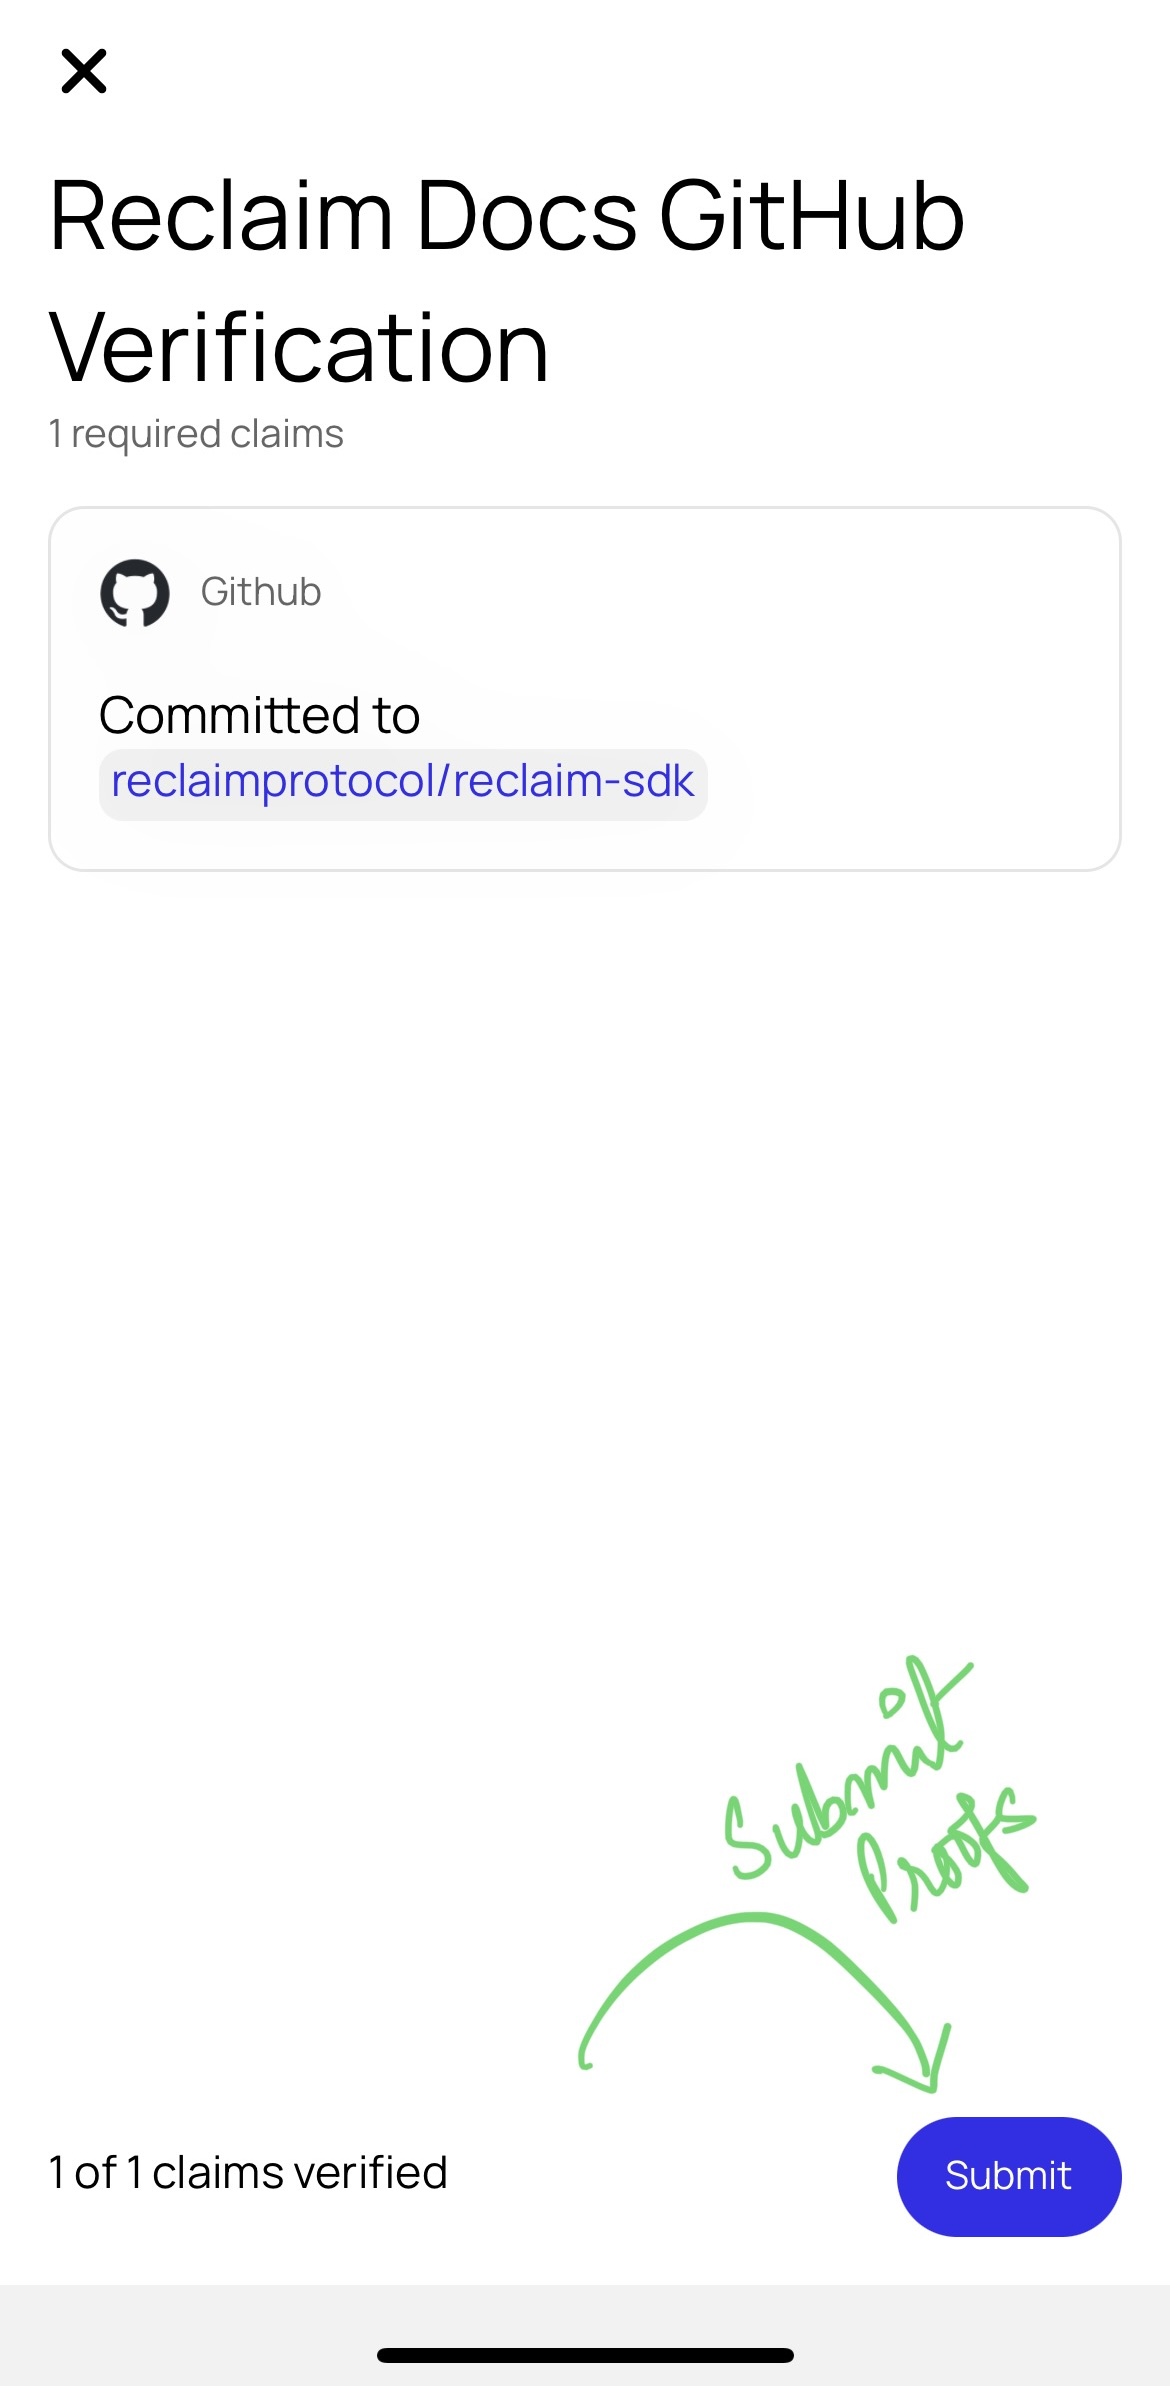 Reclaim Docs GitHub
Verification
1 required claims
Github
Committed to
reclaimprotocol/reclaim-sdk
Submit
Proofs
1 of 1 claims verified
Submit